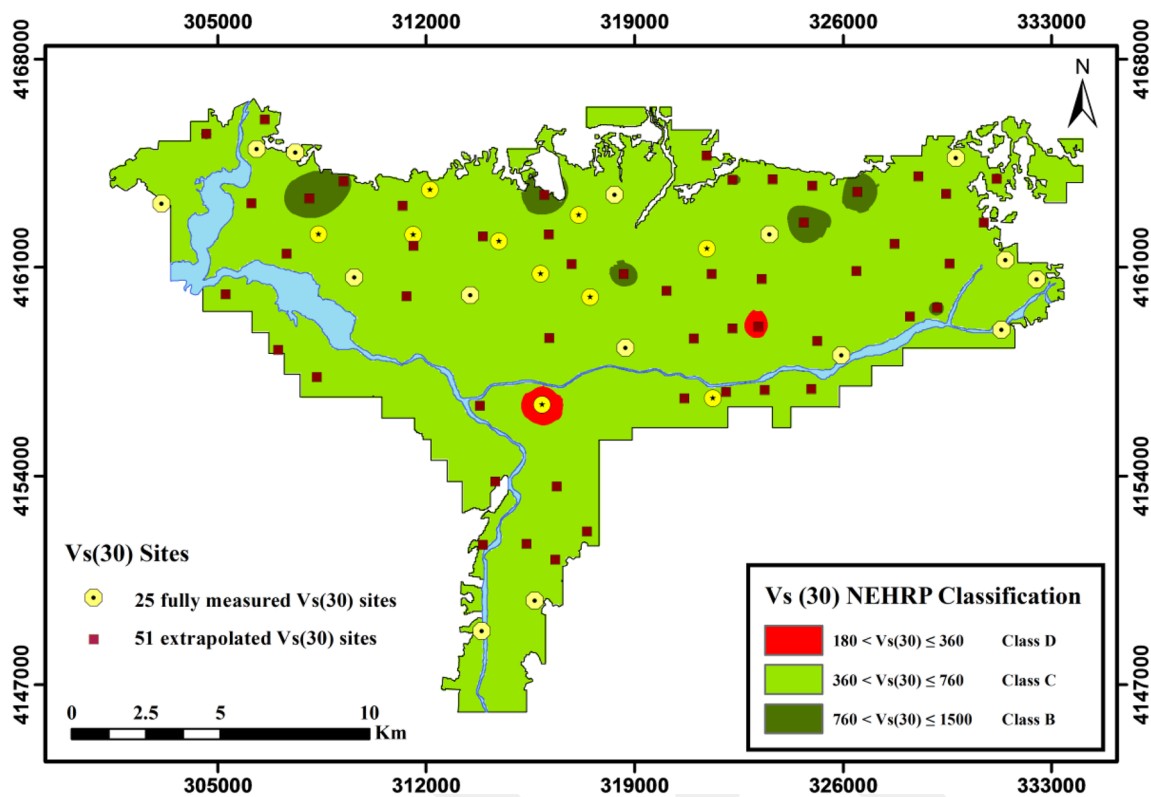 305000 312000 319000 326000 333000
4168000 4168000
N
4161000 4161000
4154000 4154000
Vs(30) Sites
25 fully measured Vs(30) sites
51 extrapolated Vs(30) sites
Vs (30) NEHRP Classification
180 < Vs(30) ≤ 360 Class D
360 < Vs(30) ≤ 760 Class C
760 < Vs(30) ≤ 1500 Class B
4147000 4147000
0 2.5 5 10
Km
305000 312000 319000 326000 333000